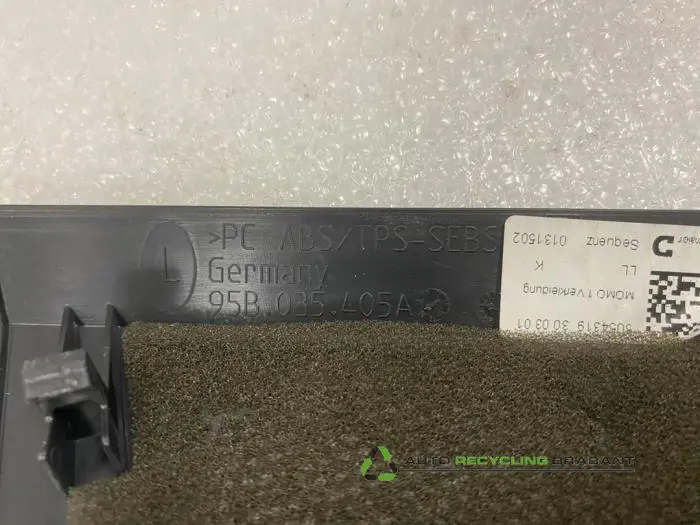 >PC ABS/TPS-SEBS
L
Germany
95B.035.405A
Sequenz 0131502
LL K
MOMO 1 Verkleidung
5054319 30 03 01
AUTO RECYCLING BRABANT